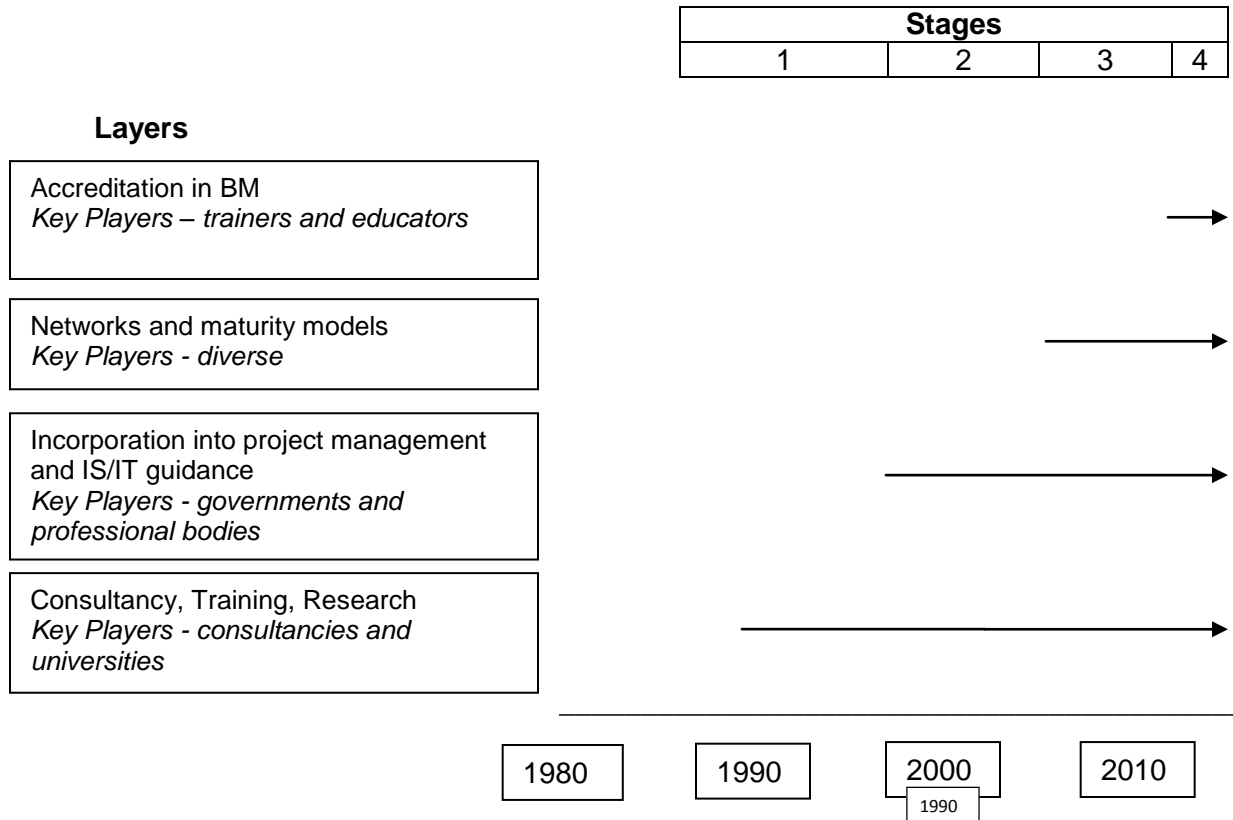 Stages
1 2 3 4
Layers
Accreditation in BM
Key Players – trainers and educators
Networks and maturity models
Key Players - diverse
Incorporation into project management
and IS/IT guidance
Key Players - governments and
professional bodies
Consultancy, Training, Research
Key Players - consultancies and
universities
1980 1990 2000 2010
1990